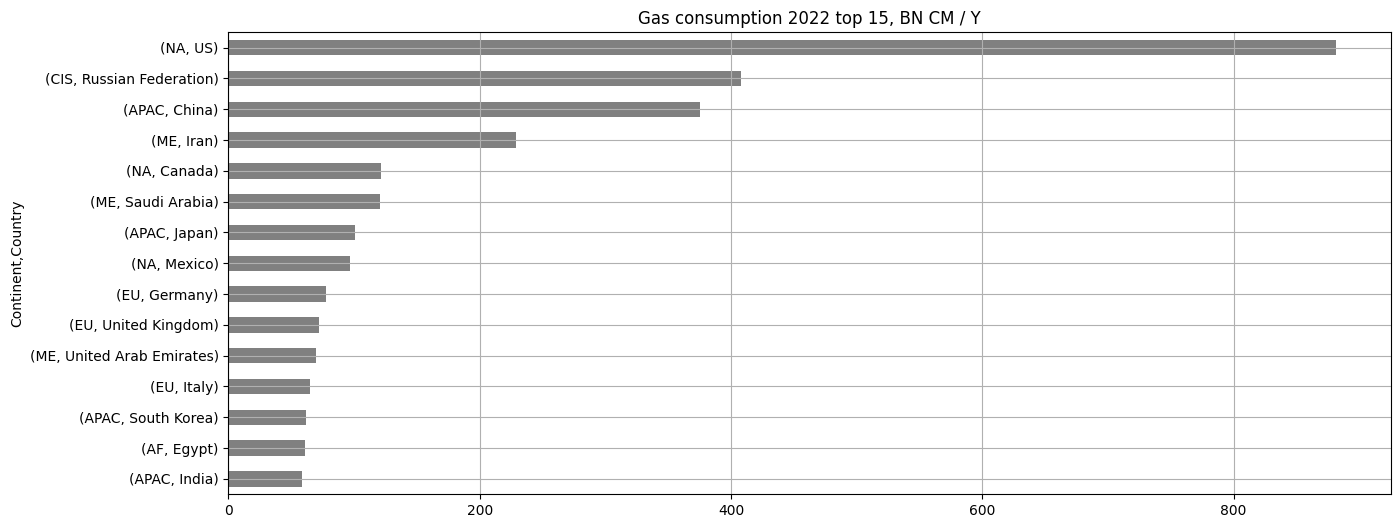 Gas consumption 2022 top 15, BN CM / Y
(NA, US)
(CIS, Russian Federation)
(APAC, China)
(ME, Iran)
(NA, Canada)
(ME, Saudi Arabia)
(APAC, Japan)
(NA, Mexico)
(EU, Germany)
(EU, United Kingdom)
(ME, United Arab Emirates)
(EU, Italy)
(APAC, South Korea)
(AF, Egypt)
(APAC, India)
Continent,Country
0 200 400 600 800